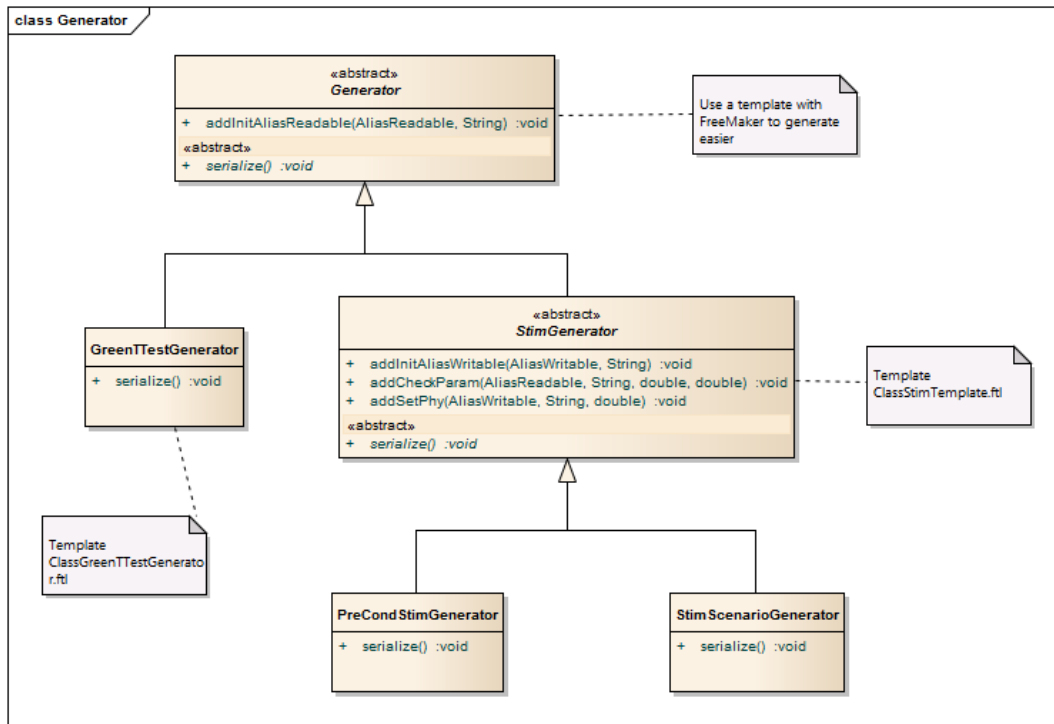 class Generator
«abstract»
Generator
+ addInitAliasReadable(AliasReadable, String) :void
«abstract»
+ serialize() :void
Use a template with
FreeMaker to generate
easier
«abstract»
StimGenerator
+ addInitAliasWritable(AliasWritable, String) :void
+ addCheckParam(AliasReadable, String, double, double) :void
+ addSetPhy(AliasWritable, String, double) :void
«abstract»
+ serialize() :void
GreenTTestGenerator
+ serialize() :void
Template
ClassStimTemplate.ftl
Template
ClassGreenTTestGenerato
r.ftl
PreCondStimGenerator
+ serialize() :void
StimScenarioGenerator
+ serialize() :void